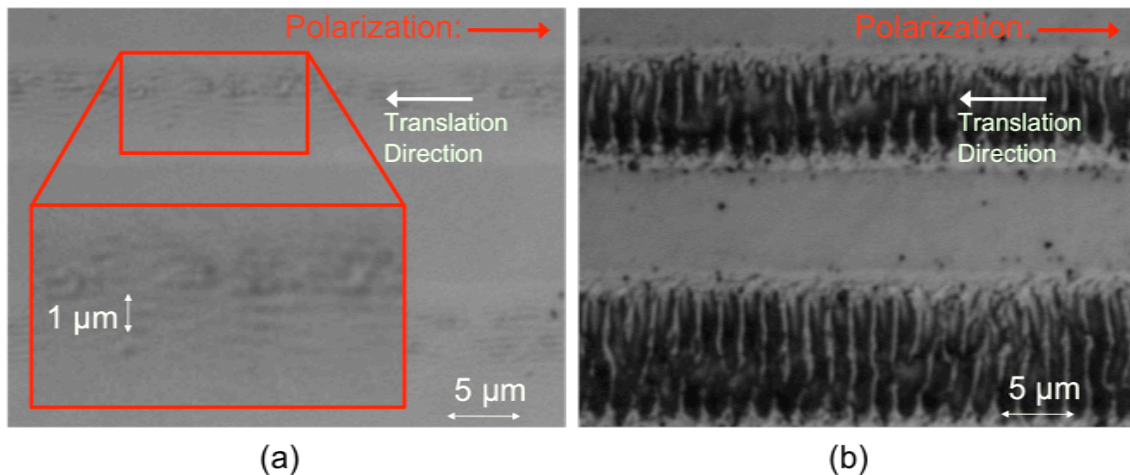 Polarization:
Translation
Direction
1 µm
5 µm
(a)
Polarization:
Translation
Direction
5 µm
(b)